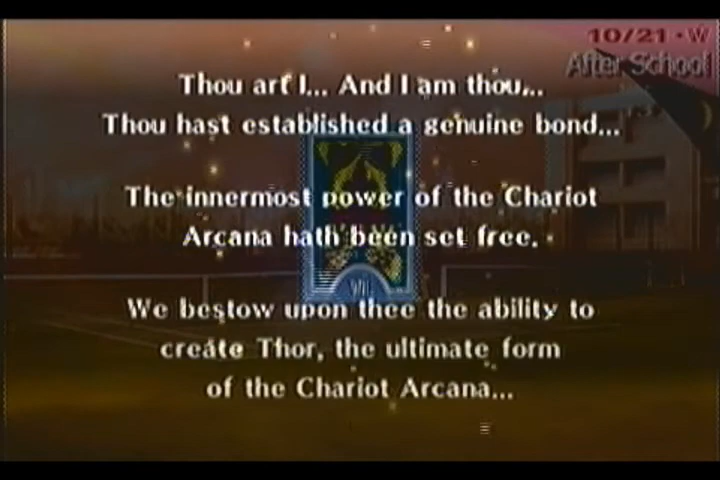 10/21 · W
After School
Thou art I... And I am thou...
Thou hast established a genuine bond...
The innermost power of the Chariot
Arcana hath been set free.
We bestow upon thee the ability to
create Thor, the ultimate form
of the Chariot Arcana...
VII